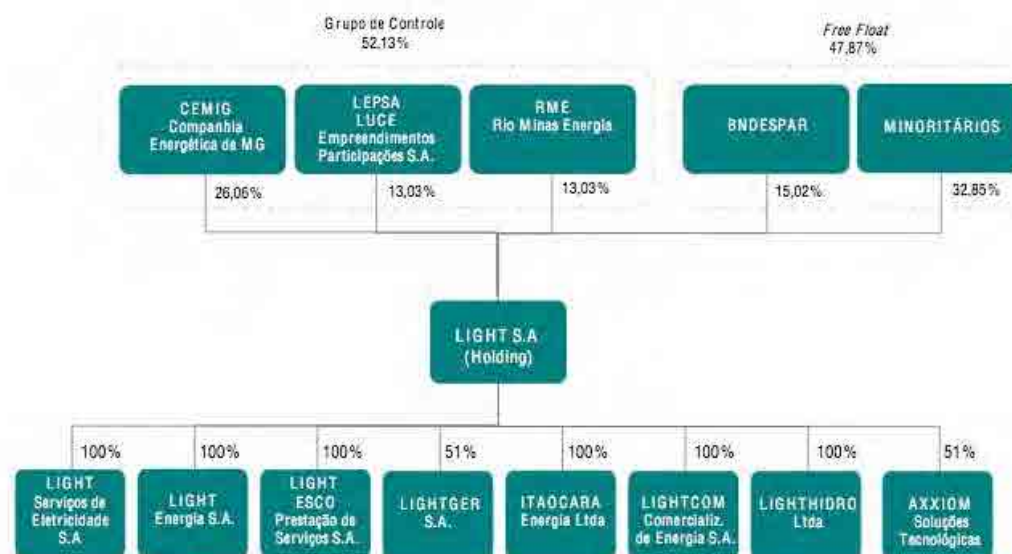 Grupo de Controle
52,13%
Free Float
47,87%
CEMIG
Companhia
Energética de MG
LEPSA
LUCE
Empreendimentos
Participações S.A.
RME
Rio Minas Energia
BNDESPAR
MINORITÁRIOS
26,06%
13,03%
13,03%
15,02%
32,85%
LIGHT S.A
(Holding)
100%
100%
100%
51%
100%
100%
100%
51%
LIGHT
Serviços de
Eletricidade
S.A
LIGHT
Energia S.A.
LIGHT
ESCO
Prestação de
Serviços S.A.
LIGHTGER
S.A.
ITAOCARA
Energia Ltda
LIGHTCOM
Comercializ.
de Energia S.A.
LIGHTHIDRO
Ltda.
AXXIOM
Soluções
Tecnológicas